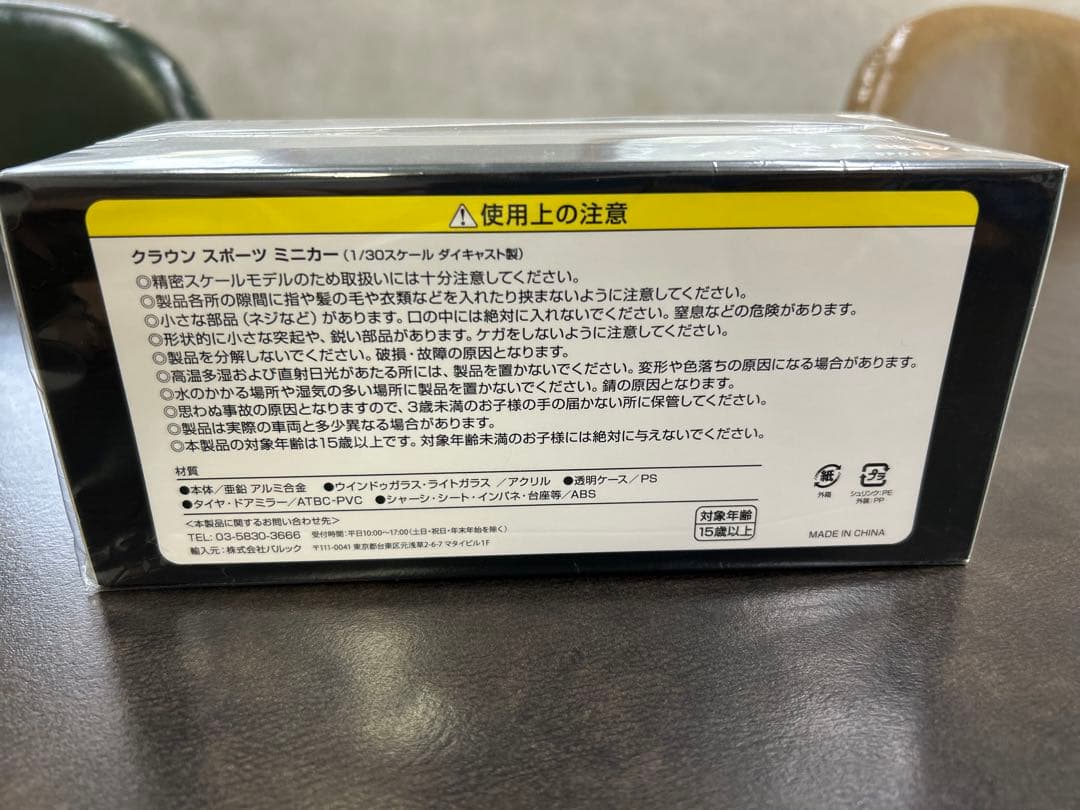 ⚠使用上の注意
クラウン スポーツ ミニカー(1/30スケール ダイキャスト製)
◎精密スケールモデルのため取扱いには十分注意してください。
◎製品各所の隙間に指や髪の毛や衣類などを入れたり挟まないように注意してください。
◎小さな部品(ネジなど)があります。口の中には絶対に入れないでください。窒息などの危険があります。
◎形状的に小さな突起や、鋭い部品があります。ケガをしないように注意してください。
◎製品を分解しないでください。破損・故障の原因となります。
◎高温多湿および直射日光があたる所には、製品を置かないでください。変形や色落ちの原因になる場合があります。
◎水のかかる場所や湿気の多い場所に製品を置かないでください。錆の原因となります。
◎思わぬ事故の原因となりますので、3歳未満のお子様の手の届かない所に保管してください。
◎製品は実際の車両と多少異なる場合があります。
◎本製品の対象年齢は15歳以上です。対象年齢未満のお子様には絶対に与えないでください。
材質
●本体/亜鉛 アルミ合金 ●ウインドゥガラス・ライトガラス /アクリル ●透明ケース/PS
●タイヤ・ドアミラー/ATBC-PVC ●シャーシ・シート・インパネ・台座等/ABS
<本製品に関するお問い合わせ先>
TEL: 03-5830-3666 受付時間:平日10:00〜17:00(土日・祝日・年末年始を除く)
輸入元:株式会社バルック 〒111-0041 東京都台東区元浅草2-6-7 マタイビル1F
対象年齢
15歳以上
紙
外箱
プラ
シュリンク:PE
外装:PP
MADE IN CHINA